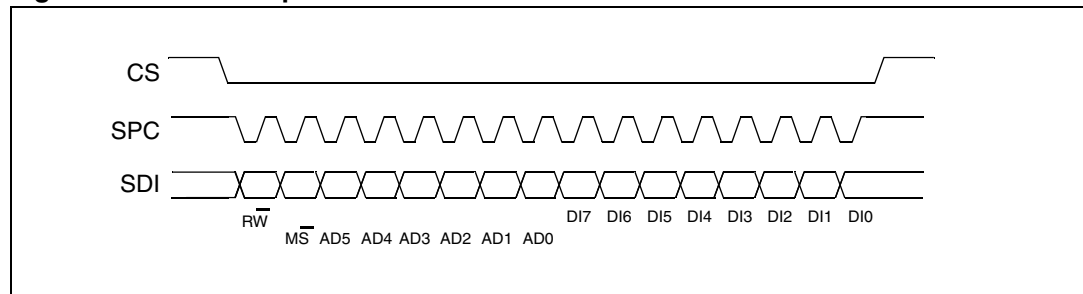 CS
SPC
SDI
RW̅ DI7 DI6 DI5 DI4 DI3 DI2 DI1 DI0
MS̅ AD5 AD4 AD3 AD2 AD1 AD0